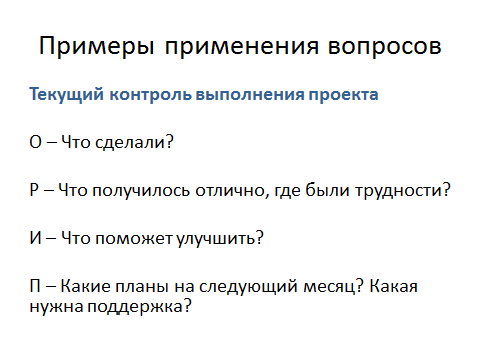 Примеры применения вопросов
Текущий контроль выполнения проекта
О – Что сделали?
Р – Что получилось отлично, где были трудности?
И – Что поможет улучшить?
П – Какие планы на следующий месяц? Какая
нужна поддержка?